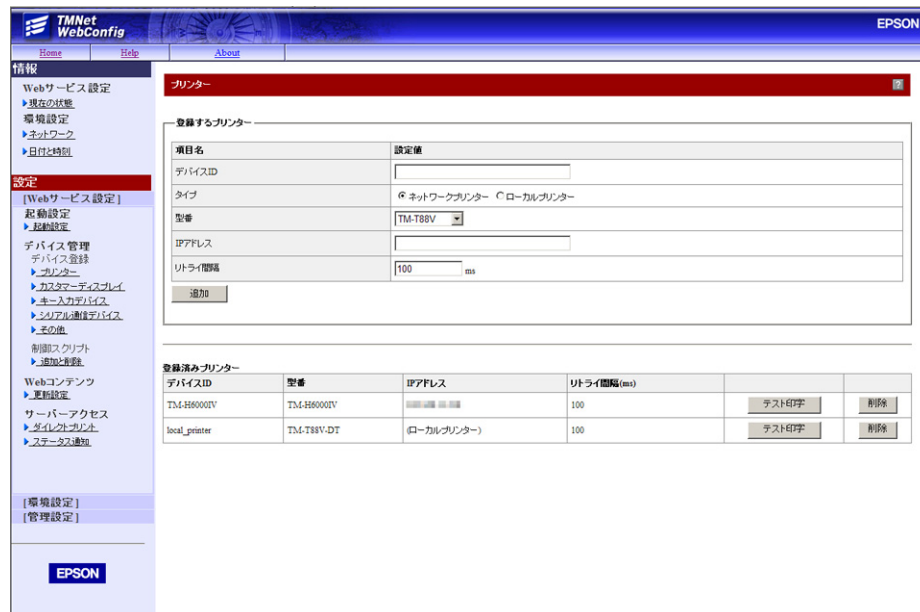 TMNet
WebConfig
EPSON
Home Help About
情報
Webサービス設定
現在の状態
環境設定
ネットワーク
日付と時刻
設定
[Webサービス設定]
起動設定
起動設定
デバイス管理
デバイス登録
プリンター
カスタマーディスプレイ
キー入力デバイス
シリアル通信デバイス
その他
制御スクリプト
追加と削除
Webコンテンツ
更新設定
サーバーアクセス
ダイレクトプリント
ステータス通知
[環境設定]
[管理設定]
EPSON
プリンター ?
登録するプリンター
項目名 設定値
デバイスID
タイプ ネットワークプリンター ローカルプリンター
型番 TM-T88V
IPアドレス
リトライ間隔 100 ms
追加
登録済みプリンター
デバイスID 型番 IPアドレス リトライ間隔(ms)
TM-H6000IV TM-H6000IV 100 テスト印字 削除
local_printer TM-T88V-DT (ローカルプリンター) 100 テスト印字 削除